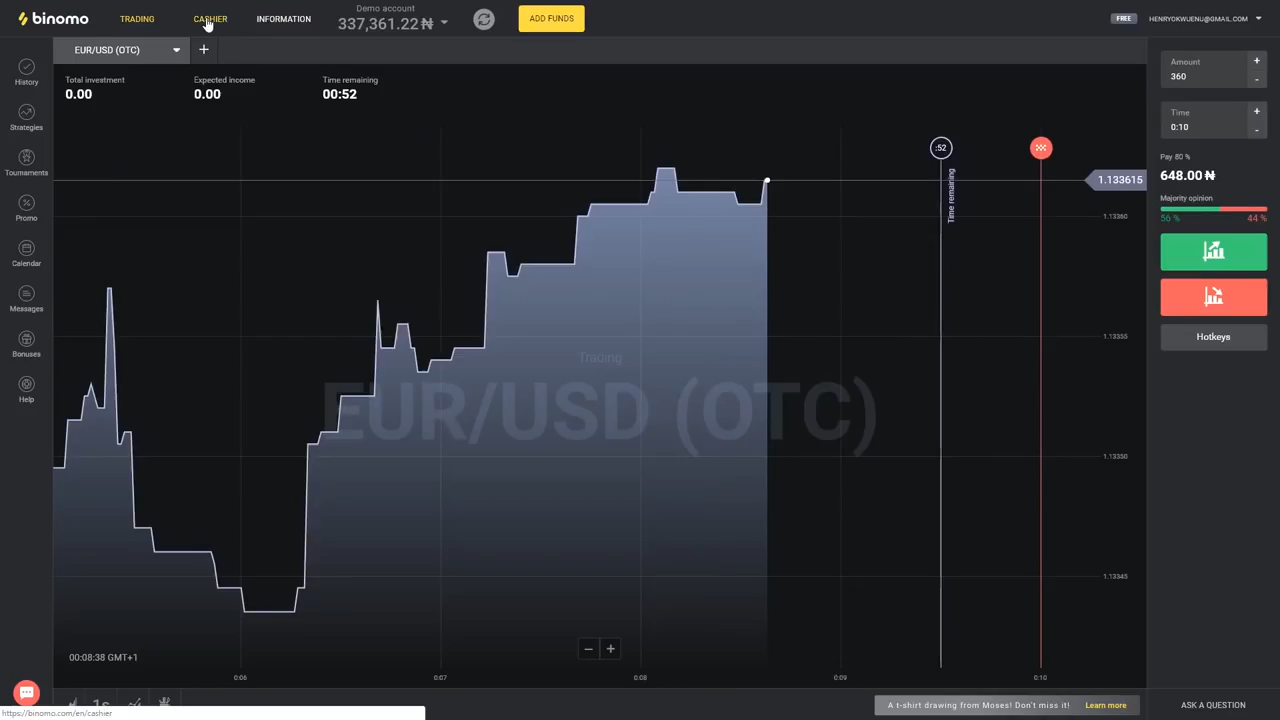 binomo
TRADING
CASHIER
INFORMATION
Demo account
337,361.22 ₦
ADD FUNDS
FREE
HENRYOKWUENU@GMAIL.COM
EUR/USD (OTC)
+
Total investment
0.00
Expected income
0.00
Time remaining
00:52
History
Strategies
Tournaments
Promo
Calendar
Messages
Bonuses
Help
:52
Time remaining
1.133615
1.13360
1.13355
1.13350
1.13345
Trading
EUR/USD (OTC)
00:08:38 GMT+1
− +
0:06
0:07
0:08
0:09
0:10
Amount
360
+
-
Time
0:10
+
-
Pay 80 %
648.00 ₦
Majority opinion
56 %
44 %
Hotkeys
1s
A t-shirt drawing from Moses! Don't miss it!
Learn more
ASK A QUESTION
https://binomo.com/en/cashier